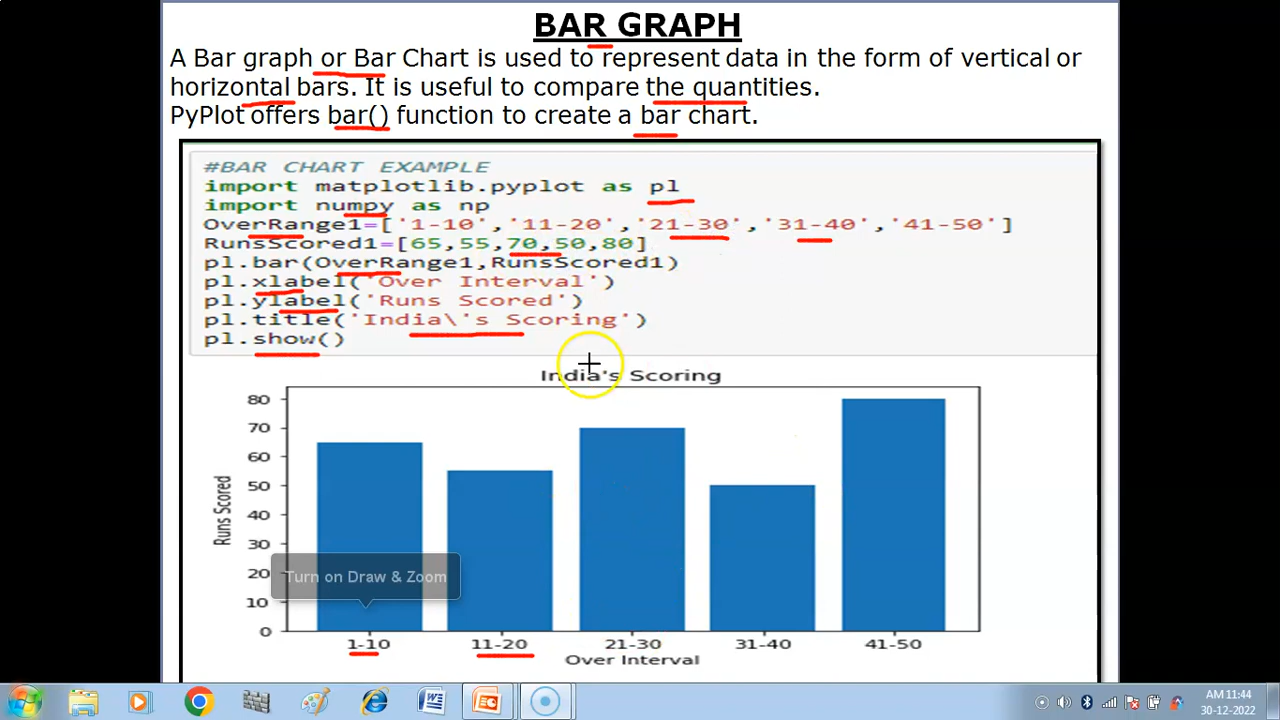 BAR GRAPH
A Bar graph or Bar Chart is used to represent data in the form of vertical or
horizontal bars. It is useful to compare the quantities.
PyPlot offers bar() function to create a bar chart.
#BAR CHART EXAMPLE
import matplotlib.pyplot as pl
import numpy as np
OverRange1=['1-10','11-20','21-30','31-40','41-50']
RunsScored1=[65,55,70,50,80]
pl.bar(OverRange1,RunsScored1)
pl.xlabel('Over Interval')
pl.ylabel('Runs Scored')
pl.title('India\'s Scoring')
pl.show()
India's Scoring
80
70
60
50
40
30
20
10
0
Runs Scored
Turn on Draw & Zoom
1-10 11-20 21-30 31-40 41-50
Over Interval
AM 11:44
30-12-2022